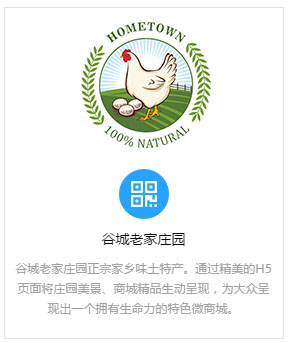 HOMETOWN
100% NATURAL
谷城老家庄园
谷城老家庄园正宗家乡味土特产。通过精美的H5
页面将庄园美景、商城精品生动呈现，为大众呈
现出一个拥有生命力的特色微商城。